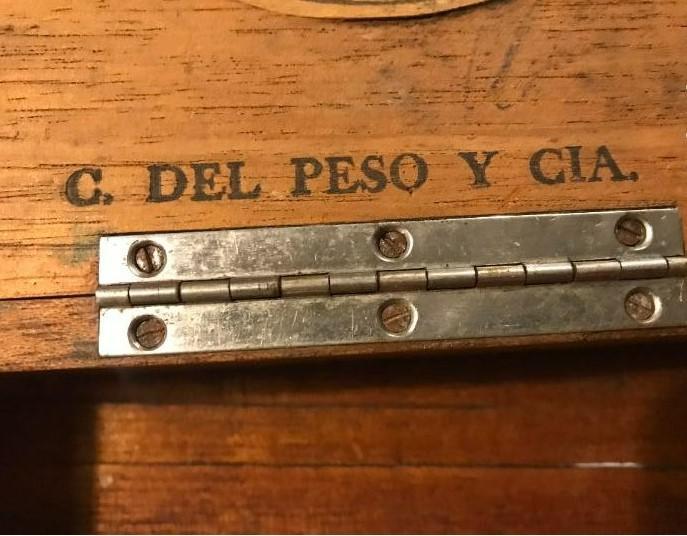 C. DEL PESO Y CIA.